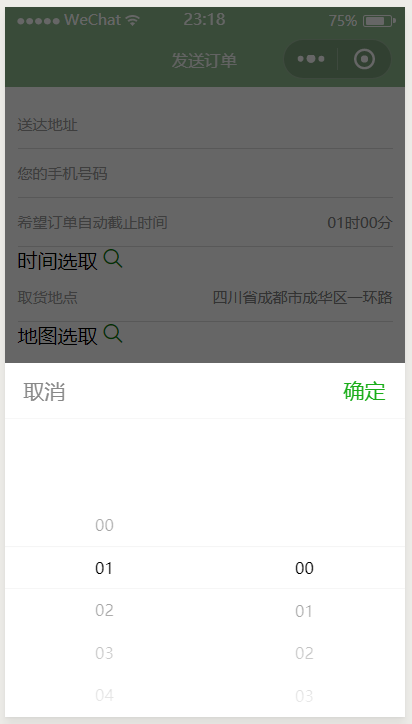 WeChat 23:18 75%
发送订单
送达地址
您的手机号码
希望订单自动截止时间 01时00分
时间选取
取货地点 四川省成都市成华区一环路
地图选取
取消 确定
00
01 00
02 01
03 02
04 03